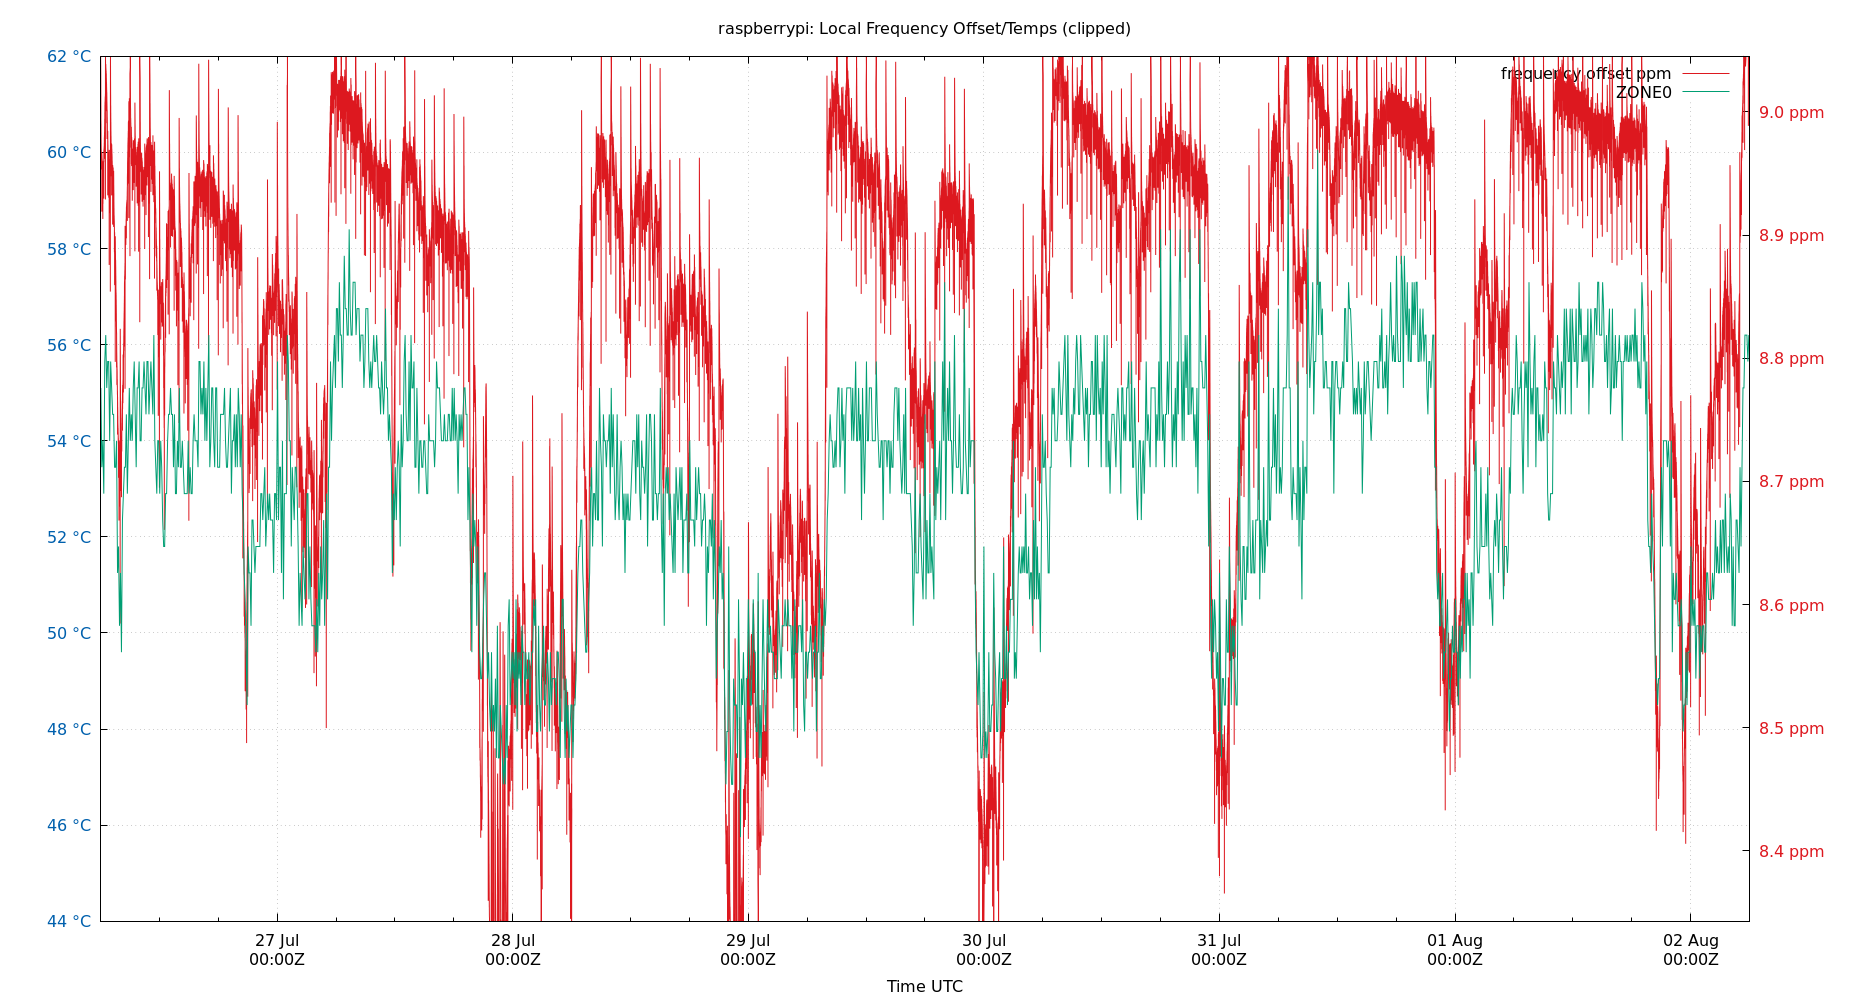 raspberrypi: Local Frequency Offset/Temps (clipped)
62 °C
60 °C
58 °C
56 °C
54 °C
52 °C
50 °C
48 °C
46 °C
44 °C
frequency offset ppm
ZONE0
9.0 ppm
8.9 ppm
8.8 ppm
8.7 ppm
8.6 ppm
8.5 ppm
8.4 ppm
27 Jul
00:00Z
28 Jul
00:00Z
29 Jul
00:00Z
30 Jul
00:00Z
31 Jul
00:00Z
01 Aug
00:00Z
02 Aug
00:00Z
Time UTC